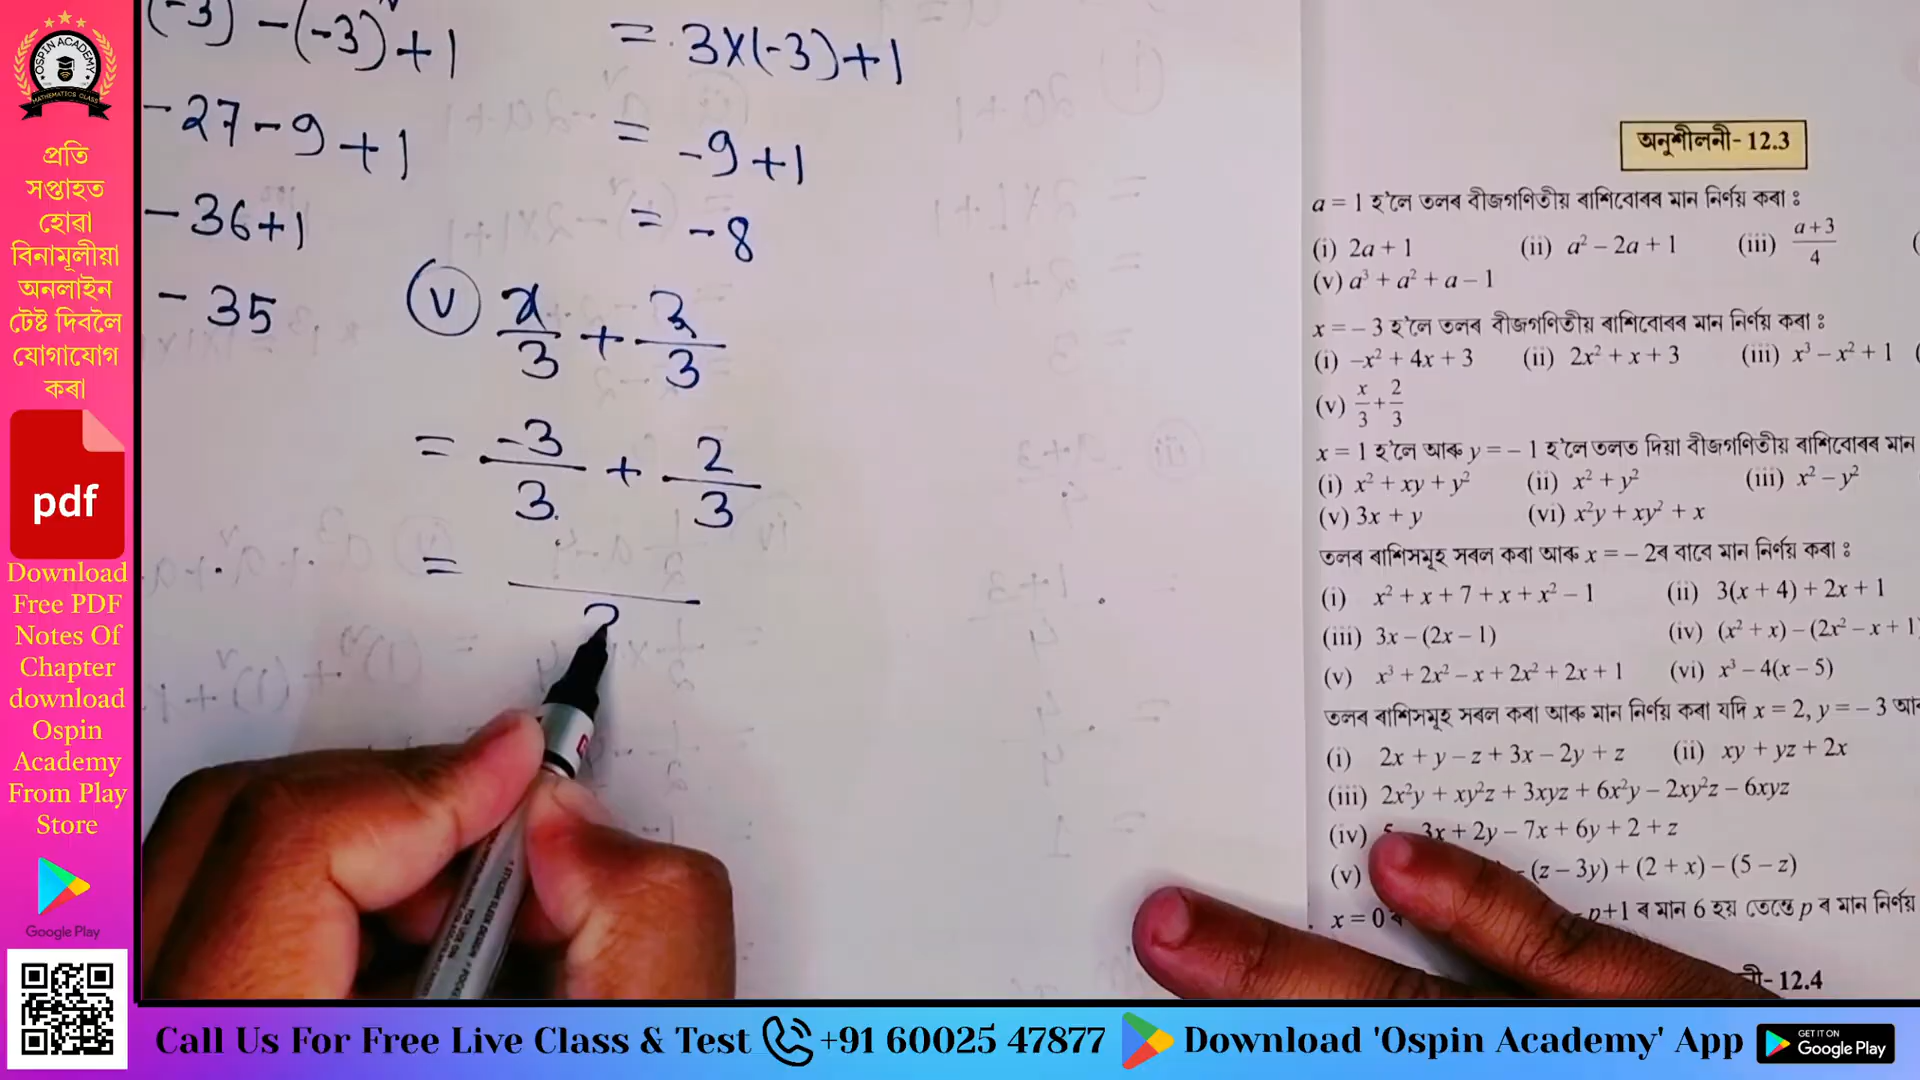 OSPIN ACADEMY
MATHEMATICS CLASS
প্ৰতি
সপ্তাহত
হোৱা
বিনামূলীয়া
অনলাইন
টেষ্ট দিবলৈ
যোগাযোগ
কৰা
pdf
Download
Free PDF
Notes Of
Chapter
download
Ospin
Academy
From Play
Store
Google Play
(-3) - (-3) + 1
-27 - 9 + 1
-36 + 1
-35
= 3 × (-3) + 1
= -9 + 1
= -8
(v) x/3 + 2/3
= -3/3 + 2/3
=
অনুশীলনী- 12.3
a = 1 হ'লে তলৰ বীজগণিতীয় ৰাশিবোৰৰ মান নিৰ্ণয় কৰা :
(i) 2a + 1 (ii) a² – 2a + 1 (iii) (a+3)/4
(v) a³ + a² + a – 1
x = – 3 হ'লে তলৰ বীজগণিতীয় ৰাশিবোৰৰ মান নিৰ্ণয় কৰা :
(i) –x² + 4x + 3 (ii) 2x² + x + 3 (iii) x³ – x² + 1
(v) x/3 + 2/3
x = 1 হ'লে আৰু y = – 1 হ'লে তলত দিয়া বীজগণিতীয় ৰাশিবোৰৰ মান
(i) x² + xy + y² (ii) x² + y² (iii) x² – y²
(v) 3x + y (vi) x²y + xy² + x
তলৰ ৰাশিসমূহ সৰল কৰা আৰু x = – 2ৰ বাবে মান নিৰ্ণয় কৰা :
(i) x² + x + 7 + x + x² – 1 (ii) 3(x + 4) + 2x + 1
(iii) 3x – (2x – 1) (iv) (x² + x) – (2x² – x + 1)
(v) x³ + 2x² – x + 2x² + 2x + 1 (vi) x³ – 4(x – 5)
তলৰ ৰাশিসমূহ সৰল কৰা আৰু মান নিৰ্ণয় কৰা যদি x = 2, y = – 3
(i) 2x + y – z + 3x – 2y + z (ii) xy + yz + 2x
(iii) 2x²y + xy²z + 3xyz + 6x²y – 2xy²z – 6xyz
(iv) 3x + 2y – 7x + 6y + 2 + z
(v) – (z – 3y) + (2 + x) – (5 – z)
x = 0 p+1 ৰ মান 6 হয় তেন্তে p ৰ মান নিৰ্ণয়
- 12.4
Call Us For Free Live Class & Test +91 60025 47877 Download 'Ospin Academy' App GET IT ON Google Play